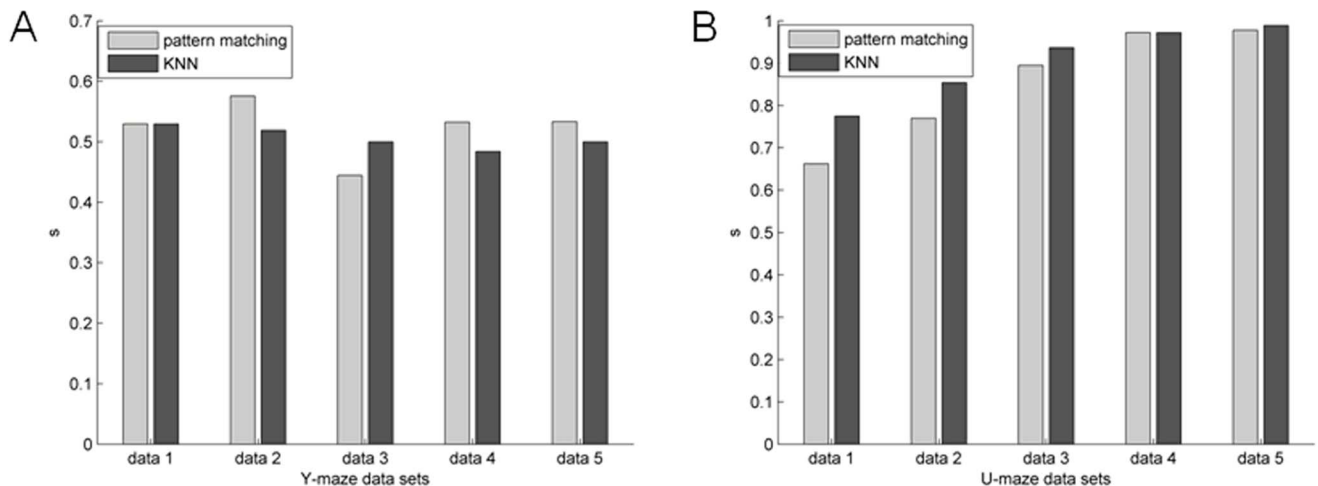 A
0.7
0.6
0.5
0.4
0.3
0.2
0.1
0
s
pattern matching
KNN
data 1 data 2 data 3 data 4 data 5
Y-maze data sets
B
1
0.9
0.8
0.7
0.6
0.5
0.4
0.3
0.2
0.1
0
s
pattern matching
KNN
data 1 data 2 data 3 data 4 data 5
U-maze data sets